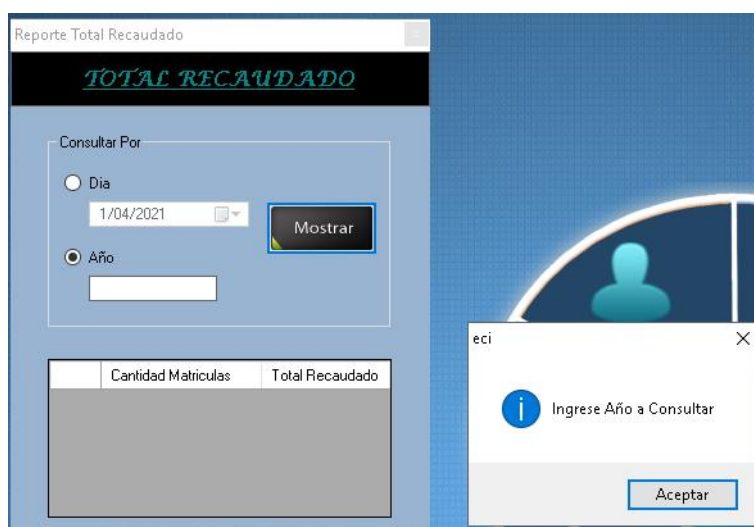 Reporte Total Recaudado
TOTAL RECAUDADO
Consultar Por
Dia
1/04/2021
Mostrar
Año
Cantidad Matriculas Total Recaudado
eci
Ingrese Año a Consultar
Aceptar